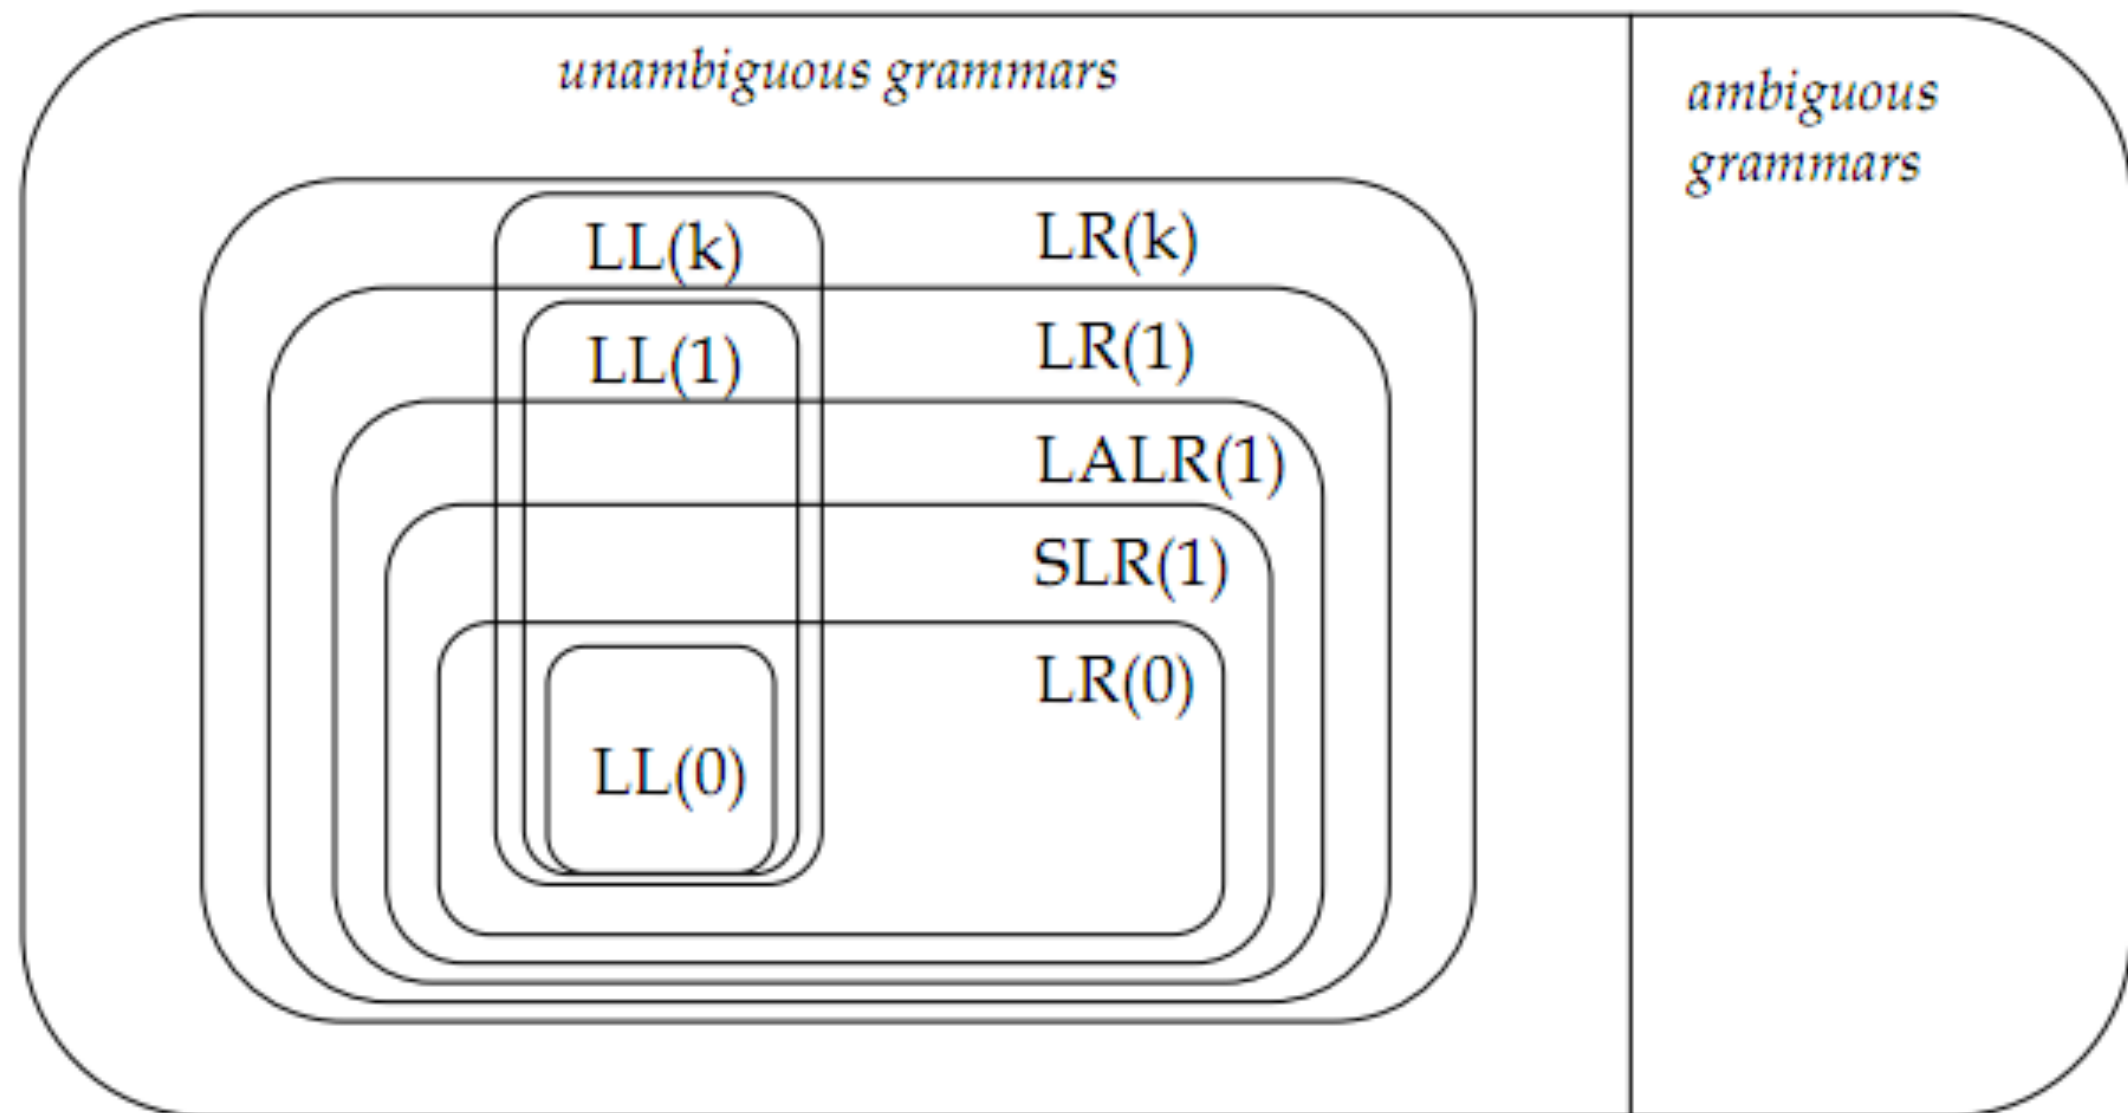 unambiguous grammars
ambiguous
grammars
LL(k)
LR(k)
LL(1)
LR(1)
LALR(1)
SLR(1)
LR(0)
LL(0)